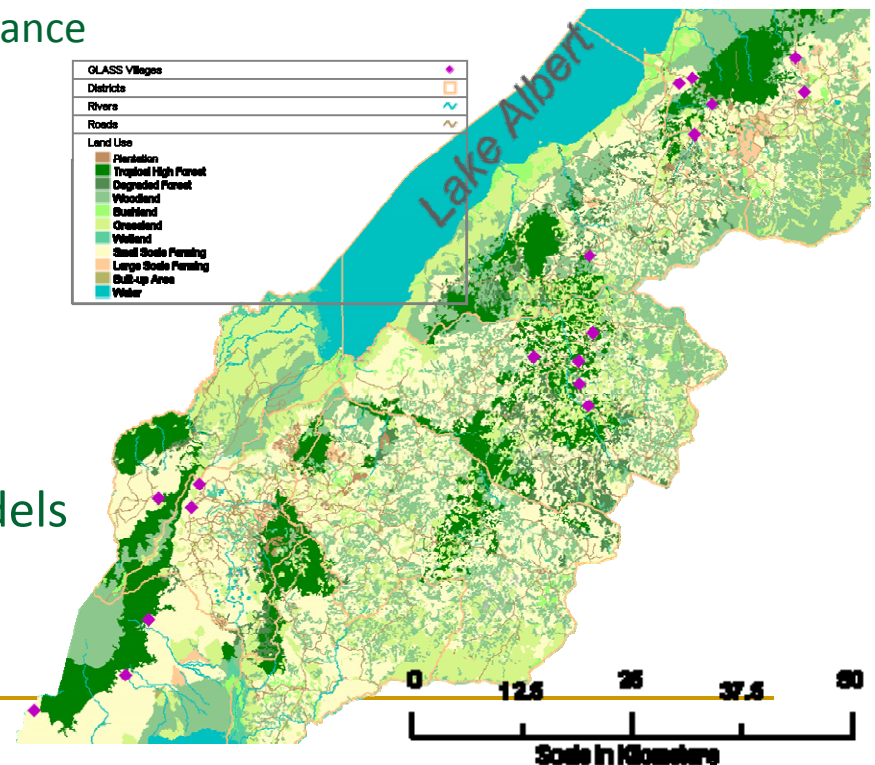 ance
GLASS Villages
Districts
Rivers
Roads
Land Use
Plantation
Tropical High Forest
Degraded Forest
Woodland
Bushland
Grassland
Wetland
Small Scale Farming
Large Scale Farming
Built-up Area
Water
Lake Albert
dels
0 12.5 25 37.5 50
Scale in Kilometers